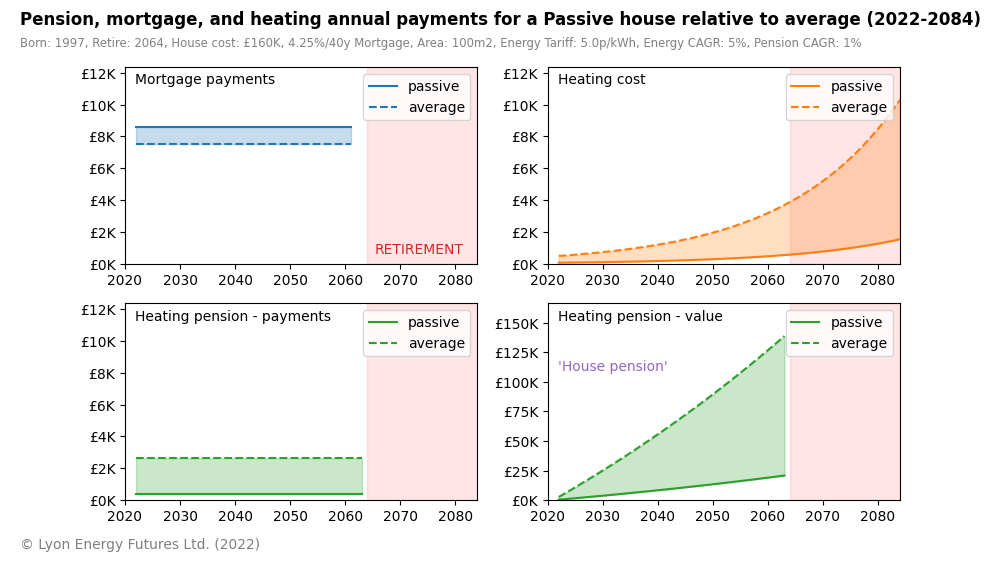 Pension, mortgage, and heating annual payments for a Passive house relative to average (2022-2084)
Born: 1997, Retire: 2064, House cost: £160K, 4.25%/40y Mortgage, Area: 100m2, Energy Tariff: 5.0p/kWh, Energy CAGR: 5%, Pension CAGR: 1%
Mortgage payments
passive
average
RETIREMENT
£12K
£10K
£8K
£6K
£4K
£2K
£0K
2020 2030 2040 2050 2060 2070 2080
Heating cost
passive
average
£12K
£10K
£8K
£6K
£4K
£2K
£0K
2020 2030 2040 2050 2060 2070 2080
Heating pension - payments
passive
average
£12K
£10K
£8K
£6K
£4K
£2K
£0K
2020 2030 2040 2050 2060 2070 2080
Heating pension - value
passive
average
'House pension'
£150K
£125K
£100K
£75K
£50K
£25K
£0K
2020 2030 2040 2050 2060 2070 2080
© Lyon Energy Futures Ltd. (2022)